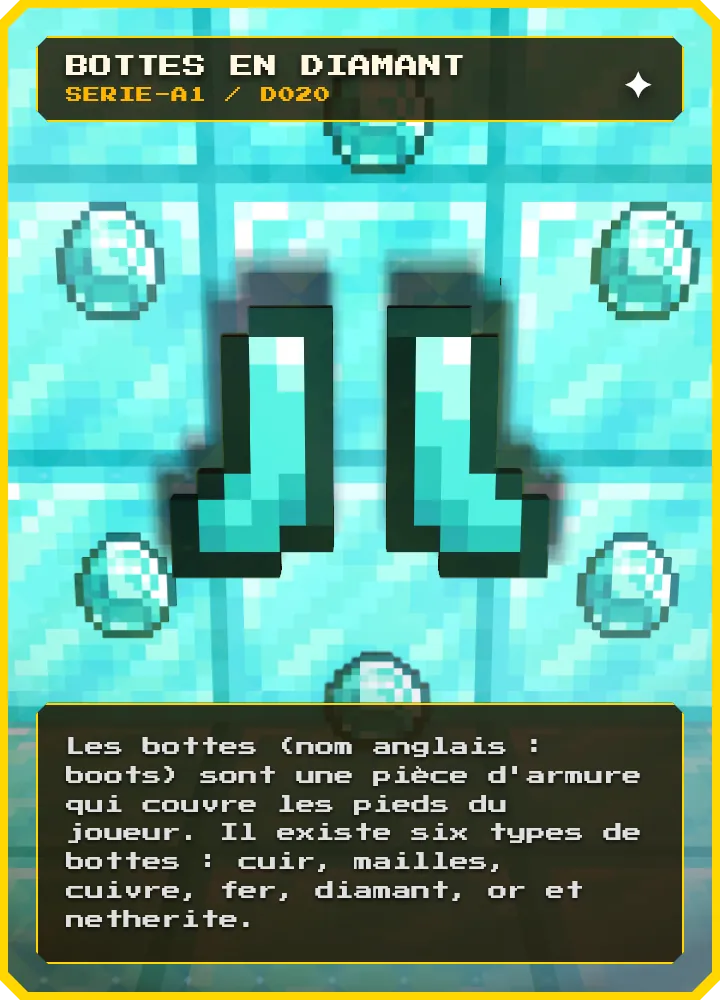 BOTTES EN DIAMANT
SERIE-A1 / D020
Les bottes (nom anglais :
boots) sont une pièce d'armure
qui couvre les pieds du
joueur. Il existe six types de
bottes : cuir, mailles,
cuivre, fer, diamant, or et
netherite.